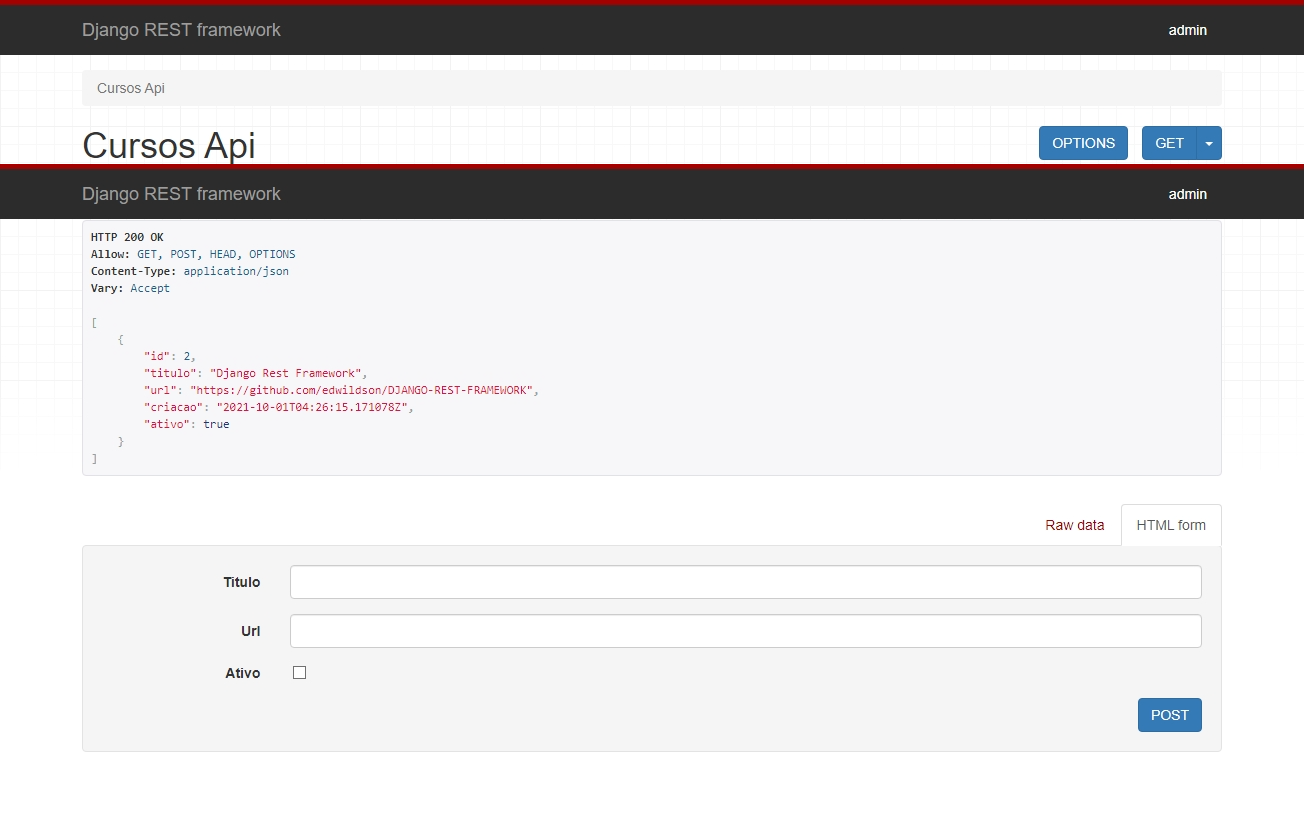 Django REST framework admin
Cursos Api
Cursos Api OPTIONS GET
Django REST framework admin
HTTP 200 OK
Allow: GET, POST, HEAD, OPTIONS
Content-Type: application/json
Vary: Accept
[
{
"id": 2,
"titulo": "Django Rest Framework",
"url": "https://github.com/edwildson/DJANGO-REST-FRAMEWORK",
"criacao": "2021-10-01T04:26:15.171078Z",
"ativo": true
}
]
Raw data HTML form
Titulo
Url
Ativo
POST